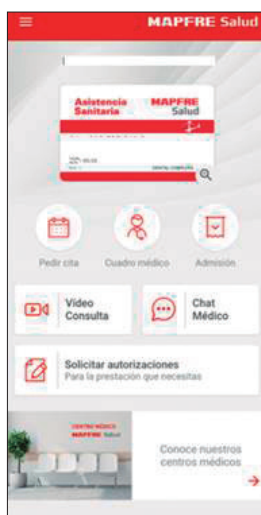 MAPFRE Salud
Asistencia
Sanitaria
MAPFRE
Salud
Pedir cita
Cuadro médico
Admisión
Vídeo
Consulta
Chat
Médico
Solicitar autorizaciones
Para la prestación que necesitas
CENTRO MÉDICO
MAPFRE Salud
Conoce nuestros
centros médicos